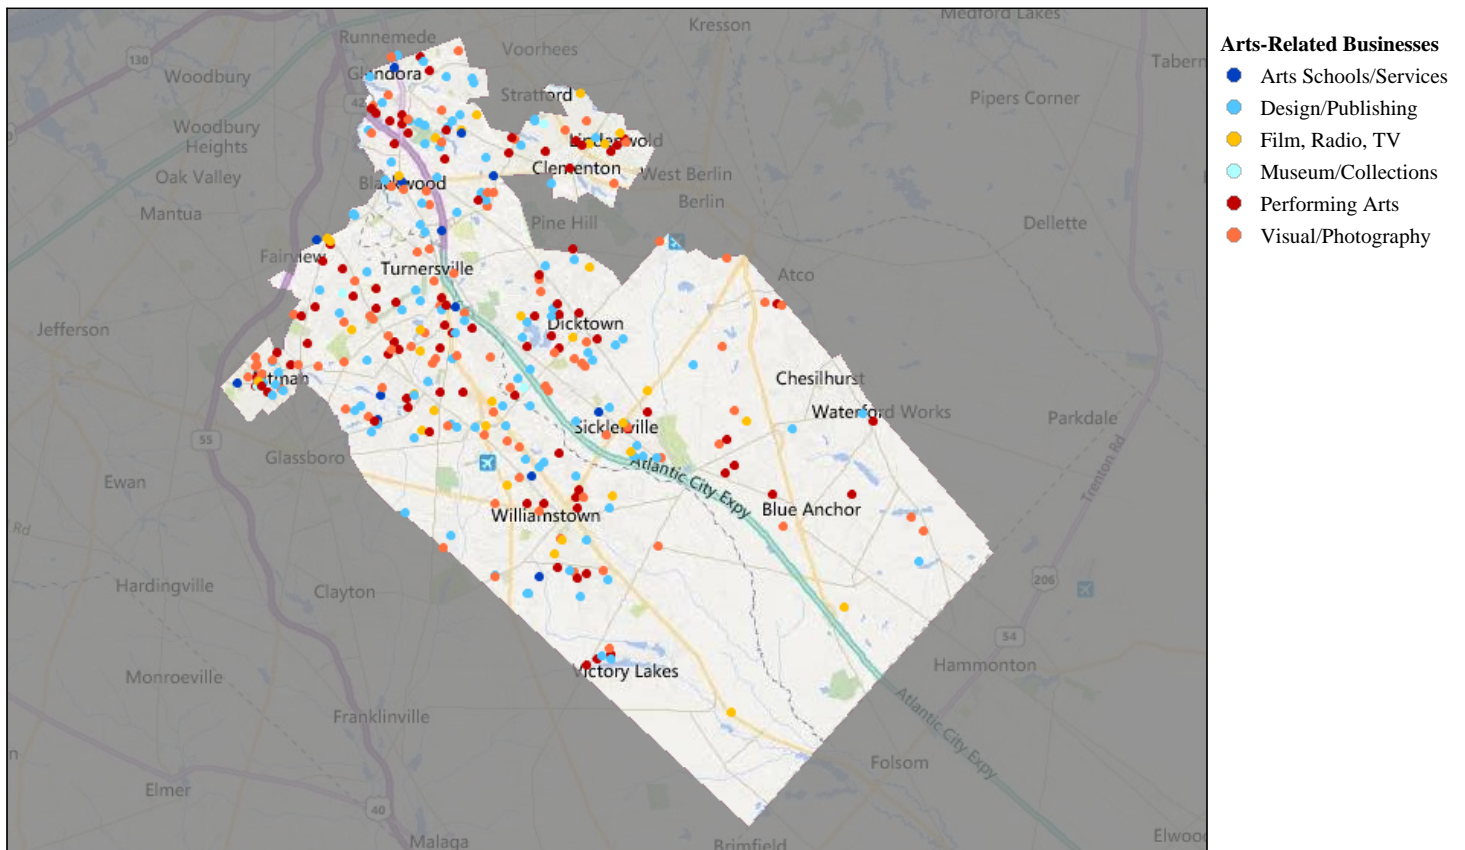 Kresson
Medford Lakes
Runnemede
Voorhees
130
Tabern
Woodbury
Glendora
Stratford
Pipers Corner
42
Woodbury
Heights
Lindenwold
Clementon
Oak Valley
Blackwood
West Berlin
Berlin
Mantua
Pine Hill
Dellette
Fairview
Turnersville
Atco
Jefferson
Dicktown
Pitman
Chesilhurst
Waterford Works
Parkdale
Sicklerville
55
Glassboro
Atlantic City Expy
Trenton Rd
Ewan
Blue Anchor
Williamstown
Rd
206
Hardingville
Clayton
54
Hammonton
Victory Lakes
Monroeville
Atlantic City Expy
Franklinville
n
Folsom
Elmer
40
Malaga
Brimfield
Elwoo
Arts-Related Businesses
Arts Schools/Services
Design/Publishing
Film, Radio, TV
Museum/Collections
Performing Arts
Visual/Photography